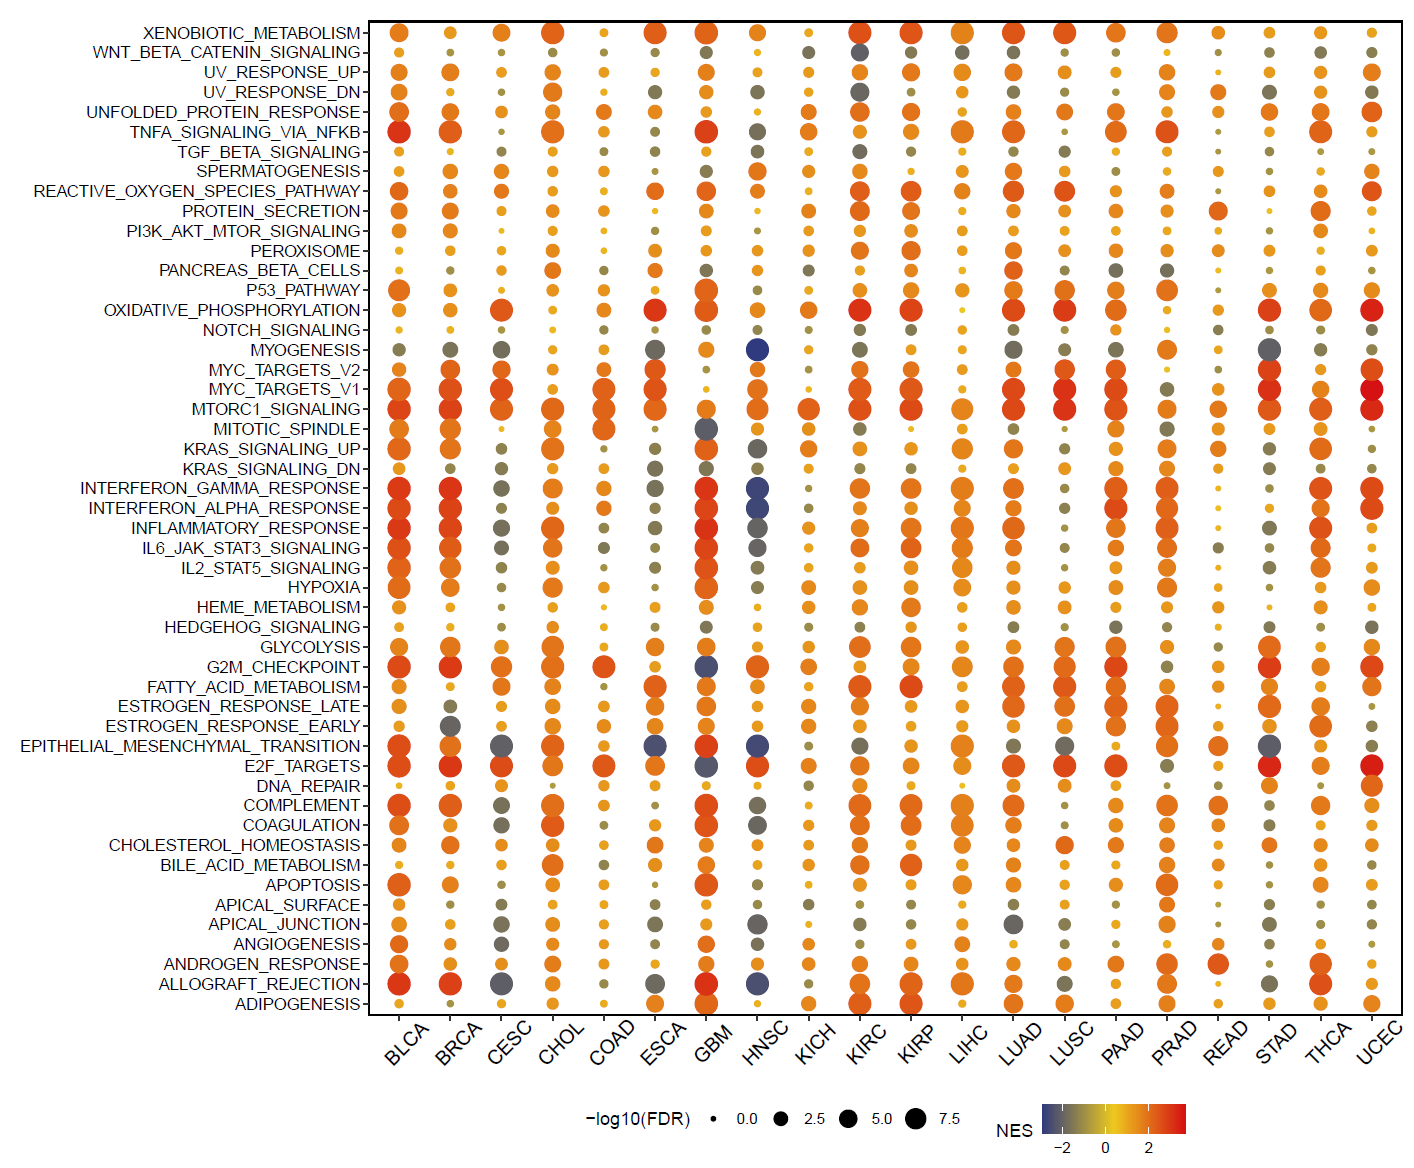 XENOBIOTIC_METABOLISM
WNT_BETA_CATENIN_SIGNALING
UV_RESPONSE_UP
UV_RESPONSE_DN
UNFOLDED_PROTEIN_RESPONSE
TNFA_SIGNALING_VIA_NFKB
TGF_BETA_SIGNALING
SPERMATOGENESIS
REACTIVE_OXYGEN_SPECIES_PATHWAY
PROTEIN_SECRETION
PI3K_AKT_MTOR_SIGNALING
PEROXISOME
PANCREAS_BETA_CELLS
P53_PATHWAY
OXIDATIVE_PHOSPHORYLATION
NOTCH_SIGNALING
MYOGENESIS
MYC_TARGETS_V2
MYC_TARGETS_V1
MTORC1_SIGNALING
MITOTIC_SPINDLE
KRAS_SIGNALING_UP
KRAS_SIGNALING_DN
INTERFERON_GAMMA_RESPONSE
INTERFERON_ALPHA_RESPONSE
INFLAMMATORY_RESPONSE
IL6_JAK_STAT3_SIGNALING
IL2_STAT5_SIGNALING
HYPOXIA
HEME_METABOLISM
HEDGEHOG_SIGNALING
GLYCOLYSIS
G2M_CHECKPOINT
FATTY_ACID_METABOLISM
ESTROGEN_RESPONSE_LATE
ESTROGEN_RESPONSE_EARLY
EPITHELIAL_MESENCHYMAL_TRANSITION
E2F_TARGETS
DNA_REPAIR
COMPLEMENT
COAGULATION
CHOLESTEROL_HOMEOSTASIS
BILE_ACID_METABOLISM
APOPTOSIS
APICAL_SURFACE
APICAL_JUNCTION
ANGIOGENESIS
ANDROGEN_RESPONSE
ALLOGRAFT_REJECTION
ADIPOGENESIS
BLCA BRCA CESC CHOL COAD ESCA GBM HNSC KICH KIRC KIRP LIHC LUAD LUSC PAAD PRAD READ STAD THCA UCEC
−log10(FDR) 0.0 2.5 5.0 7.5
NES −2 0 2